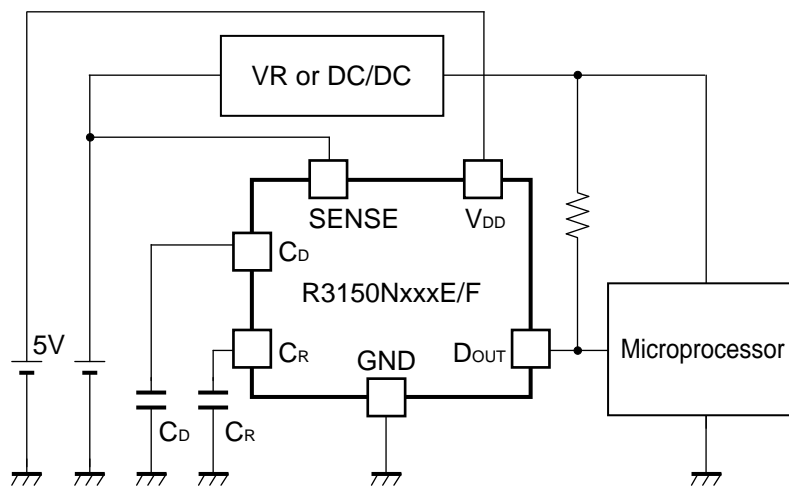 VR or DC/DC
SENSE
VDD
CD
R3150NxxxE/F
5V
CR
GND
DOUT
Microprocessor
CD
CR